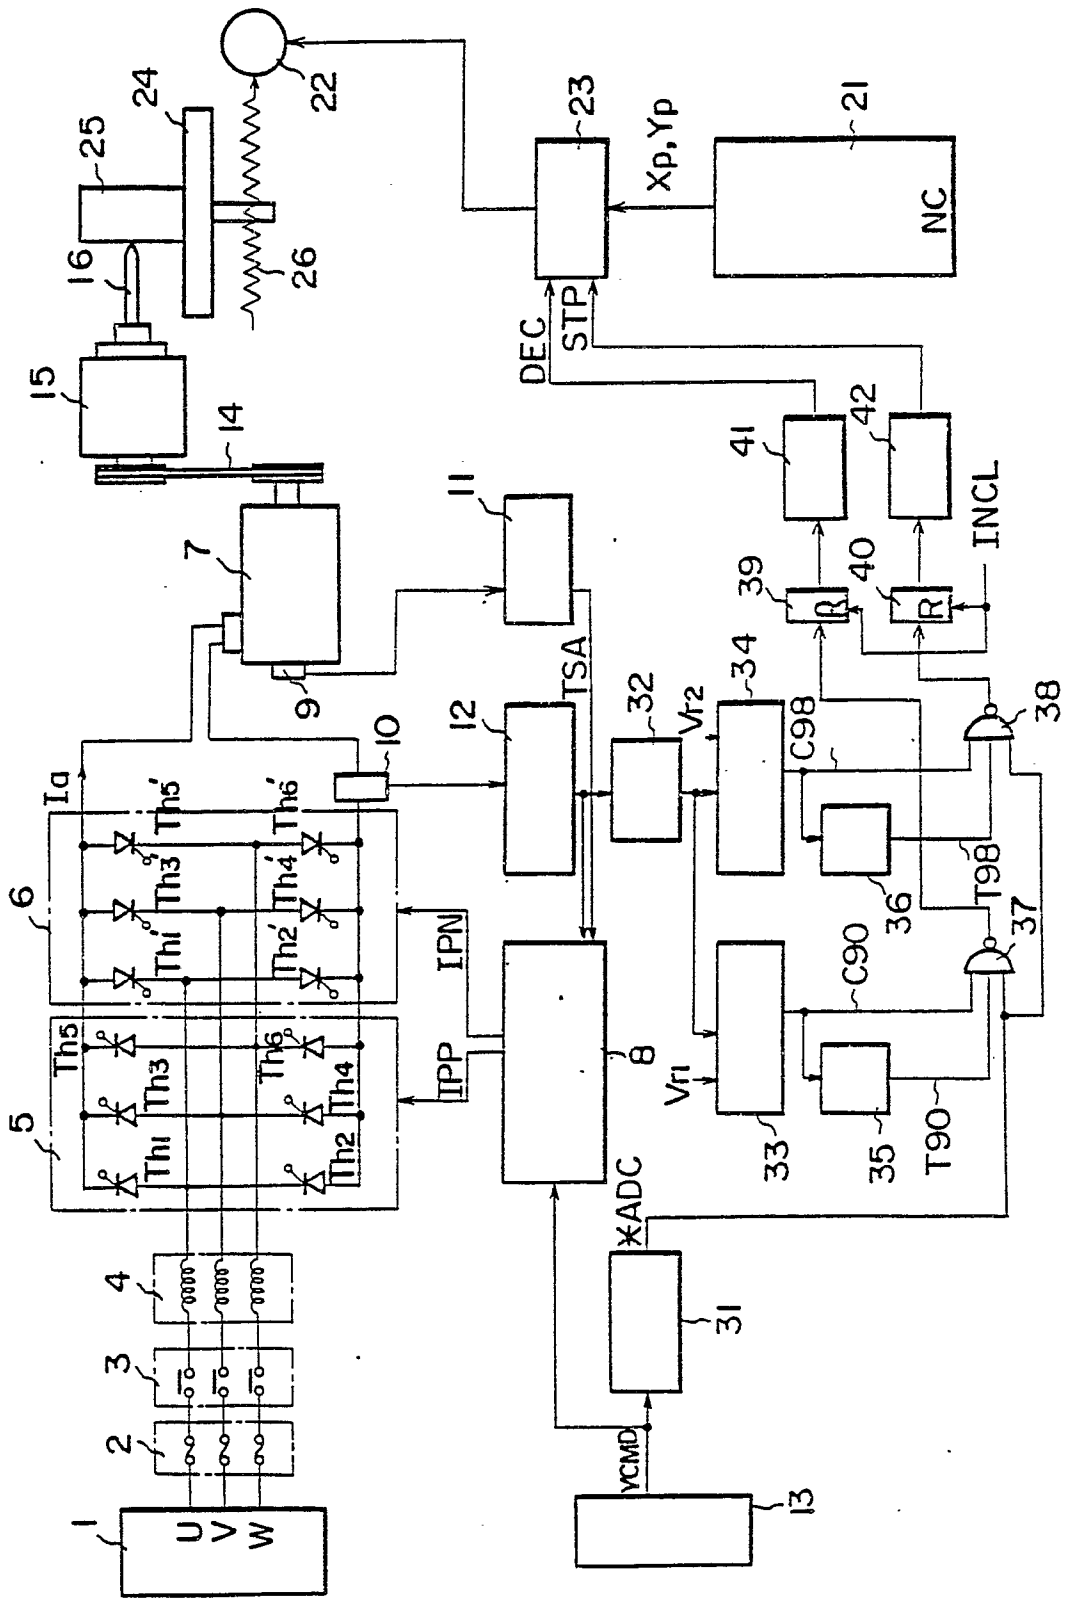 1
U
V
W
2
3
4
5
6
Th1
Th3
Th5
Th2
Th4
Th6
Th1'
Th3'
Th5'
Th2'
Th4'
Th6'
Ia
7
9
10
14
15
16
25
24
26
22
IPP
IPN
8
12
11
TSA
13
VCMD
31
*ADC
32
Vr1
Vr2
33
34
35
36
C90
T90
C98
T98
37
38
39
R
40
R
INCL
41
42
DEC
STP
23
Xp,Yp
21
NC